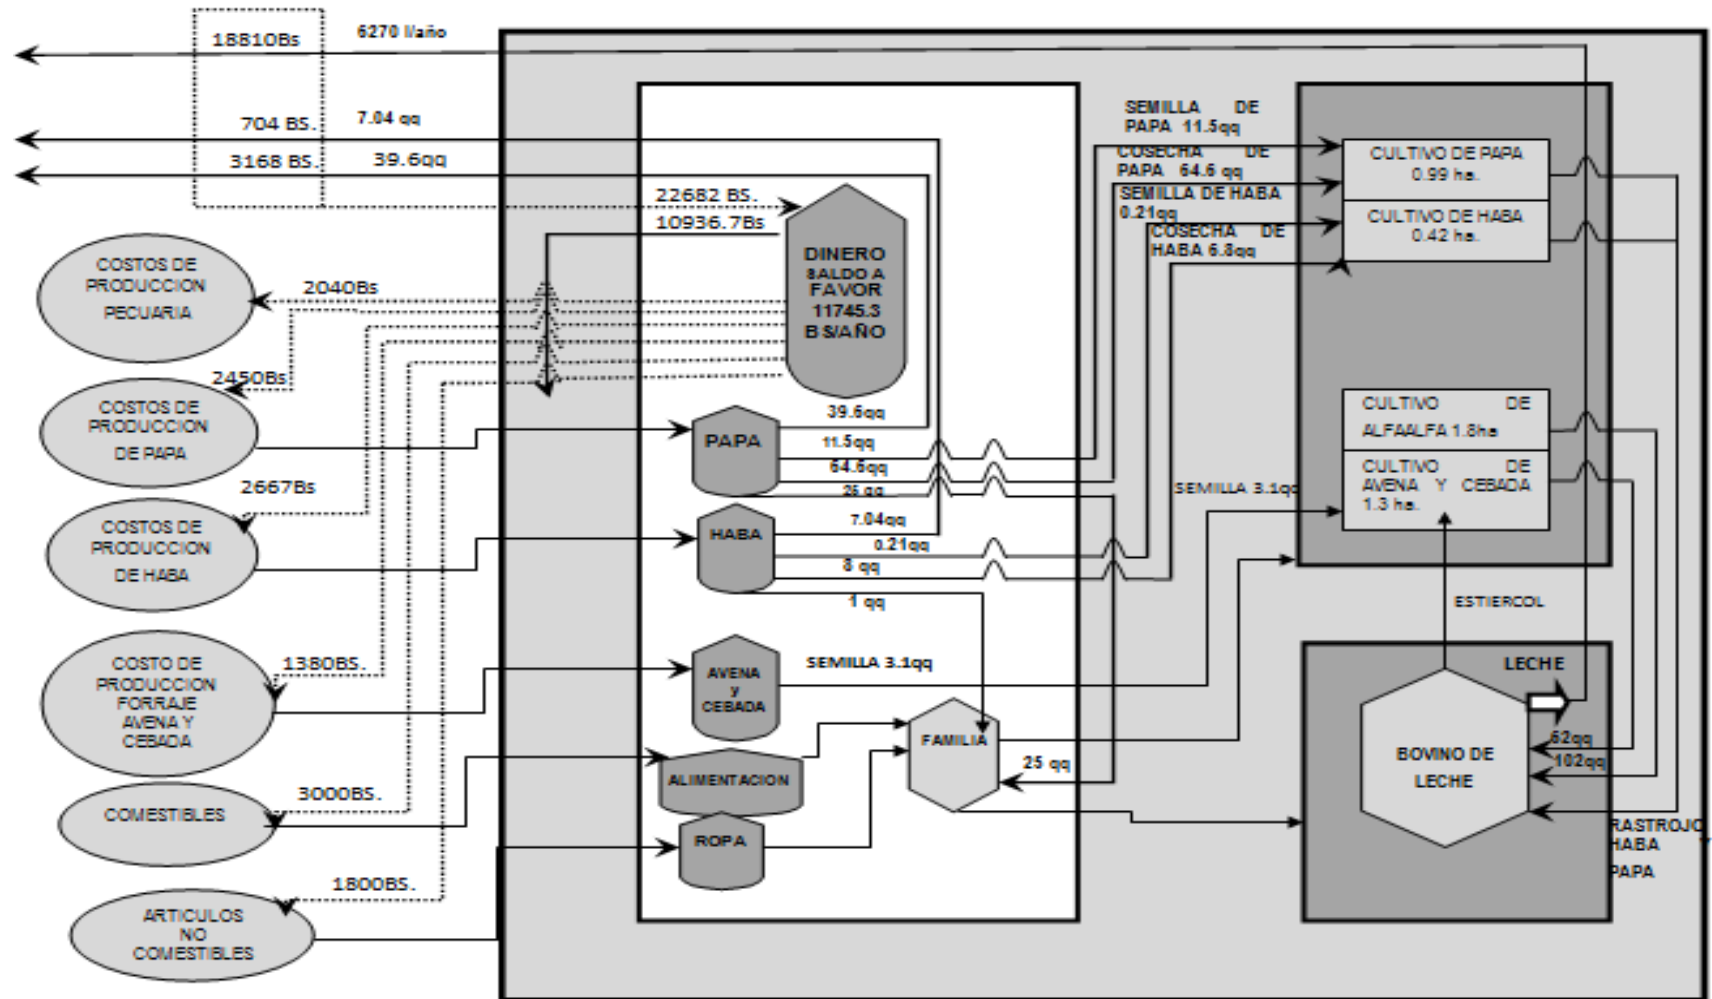 18810Bs
6270 l/año
704 BS.
7.04 qq
3168 BS.
39.6qq
22682 BS.
10936.7Bs
DINERO
SALDO A
FAVOR
11745.3
BS/AÑO
SEMILLA DE
PAPA 11.5qq
COSECHA DE
PAPA 64.6 qq
SEMILLA DE HABA
0.21qq
COSECHA DE
HABA 6.8qq
CULTIVO DE PAPA
0.99 ha.
CULTIVO DE HABA
0.42 ha.
COSTOS DE
PRODUCCION
PECUARIA
2040Bs
2450Bs
COSTOS DE
PRODUCCION
DE PAPA
2667Bs
COSTOS DE
PRODUCCION
DE HABA
COSTO DE
PRODUCCION
FORRAJE
AVENA Y
CEBADA
1380BS.
COMESTIBLES
3000BS.
1800BS.
ARTICULOS
NO
COMESTIBLES
PAPA
39.6qq
11.5qq
64.6qq
25 qq
HABA
7.04qq
0.21qq
8 qq
1 qq
AVENA
y
CEBADA
SEMILLA 3.1qq
ALIMENTACION
ROPA
FAMILIA
25 qq
CULTIVO DE
ALFAALFA 1.8ha
CULTIVO DE
AVENA Y CEBADA
1.3 ha.
SEMILLA 3.1qq
ESTIERCOL
LECHE
BOVINO DE
LECHE
62qq
102qq
RASTROJO
HABA Y
PAPA